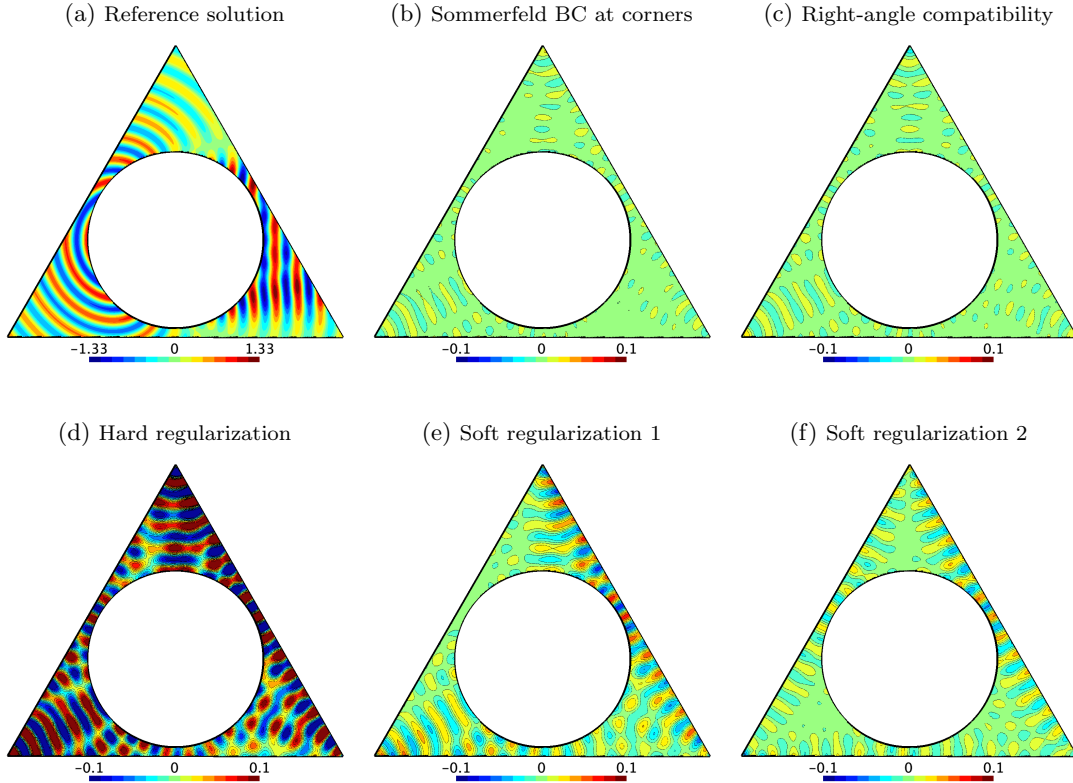 (a) Reference solution
(b) Sommerfeld BC at corners
(c) Right-angle compatibility
−1.33 0 1.33
−0.1 0 0.1
−0.1 0 0.1
(d) Hard regularization
(e) Soft regularization 1
(f) Soft regularization 2
−0.1 0 0.1
−0.1 0 0.1
−0.1 0 0.1